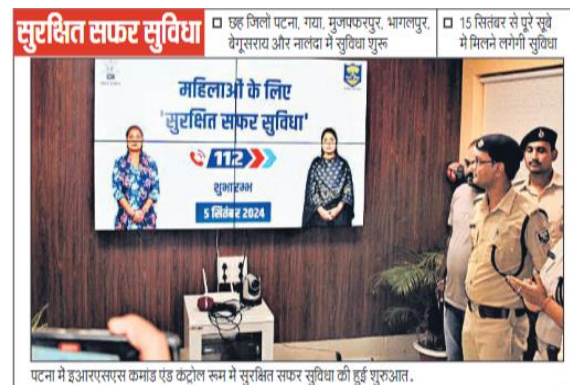 सुरक्षित सफर सुविधा
छह जिलों पटना, गया, मुजफ्फरपुर, भागलपुर,
बेगूसराय और नालंदा में सुविधा शुरू
15 सितंबर से पूरे सूबे
में मिलने लगेगी सुविधा
महिलाओं के लिए
'सुरक्षित सफर सुविधा'
112
शुभारम्भ
5 सितंबर 2024
पटना में इआरएसएस कमांड एंड कंट्रोल रूम में सुरक्षित सफर सुविधा की हुई शुरुआत.